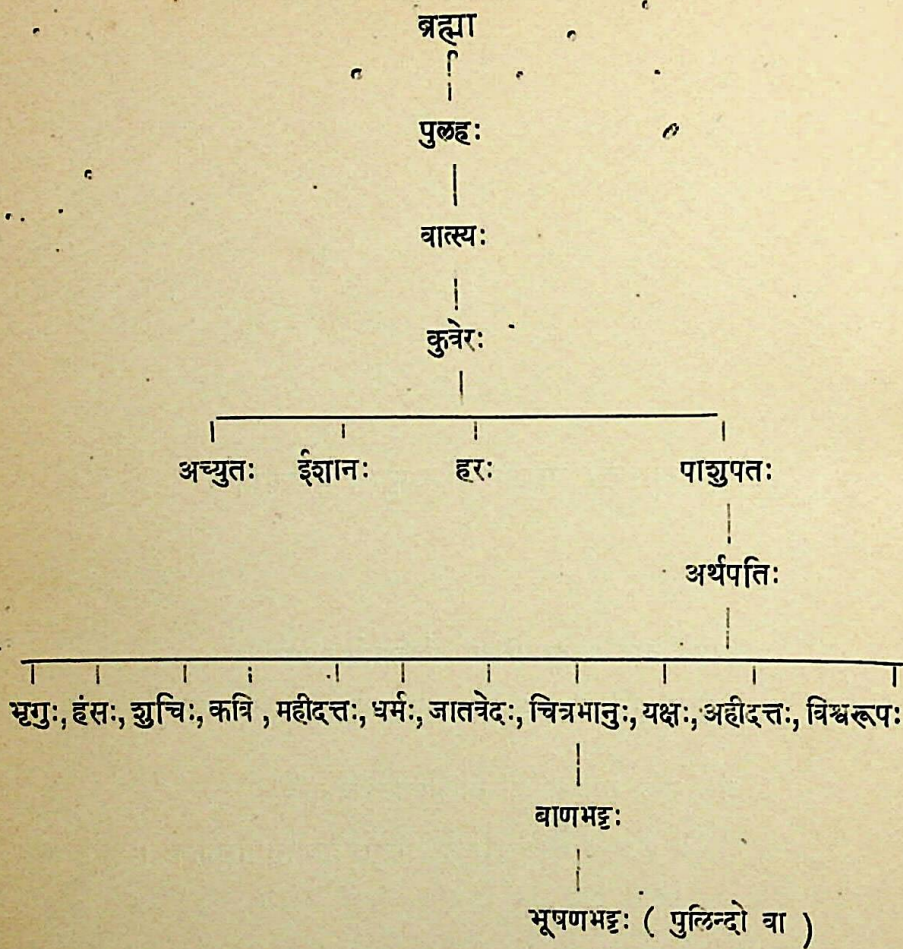 ब्रह्मा
पुलहः
वात्स्यः
कुबेरः
अच्युतः ईशानः हरः पाशुपतः
अर्थपतिः
भृगुः, हंसः, शुचिः, कवि , महीदत्तः, धर्मः, जातवेदः, चित्रभानुः, यक्षः, अहीदत्तः, विश्वरूपः
बाणभट्टः
भूषणभट्टः ( पुलिन्दो वा )